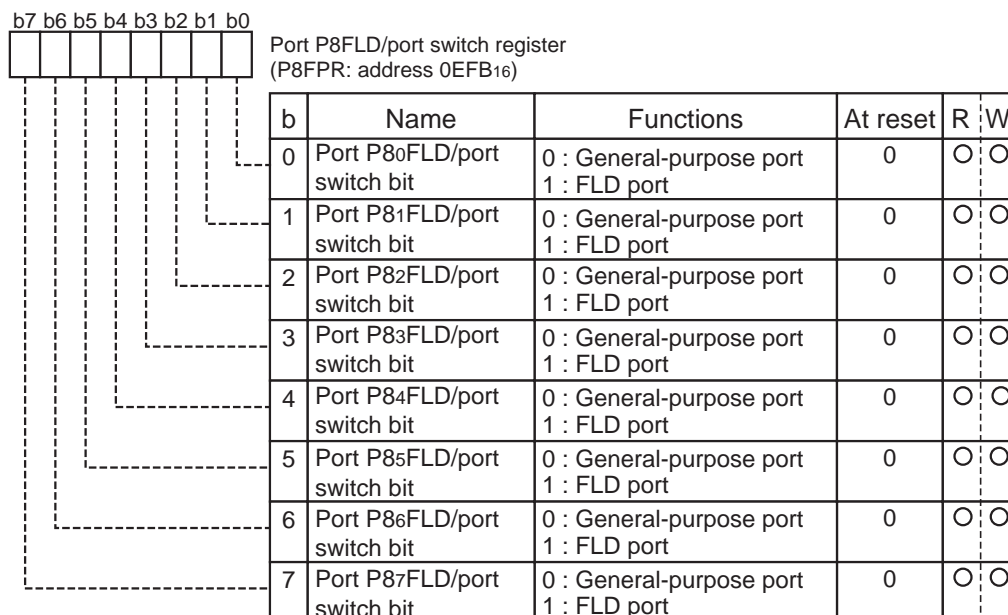 b7 b6 b5 b4 b3 b2 b1 b0
Port P8FLD/port switch register
(P8FPR: address 0EFB16)
b Name Functions At reset R W
0 Port P80FLD/port switch bit 0 : General-purpose port 0 O O
1 : FLD port
1 Port P81FLD/port switch bit 0 : General-purpose port 0 O O
1 : FLD port
2 Port P82FLD/port switch bit 0 : General-purpose port 0 O O
1 : FLD port
3 Port P83FLD/port switch bit 0 : General-purpose port 0 O O
1 : FLD port
4 Port P84FLD/port switch bit 0 : General-purpose port 0 O O
1 : FLD port
5 Port P85FLD/port switch bit 0 : General-purpose port 0 O O
1 : FLD port
6 Port P86FLD/port switch bit 0 : General-purpose port 0 O O
1 : FLD port
7 Port P87FLD/port switch bit 0 : General-purpose port 0 O O
1 : FLD port